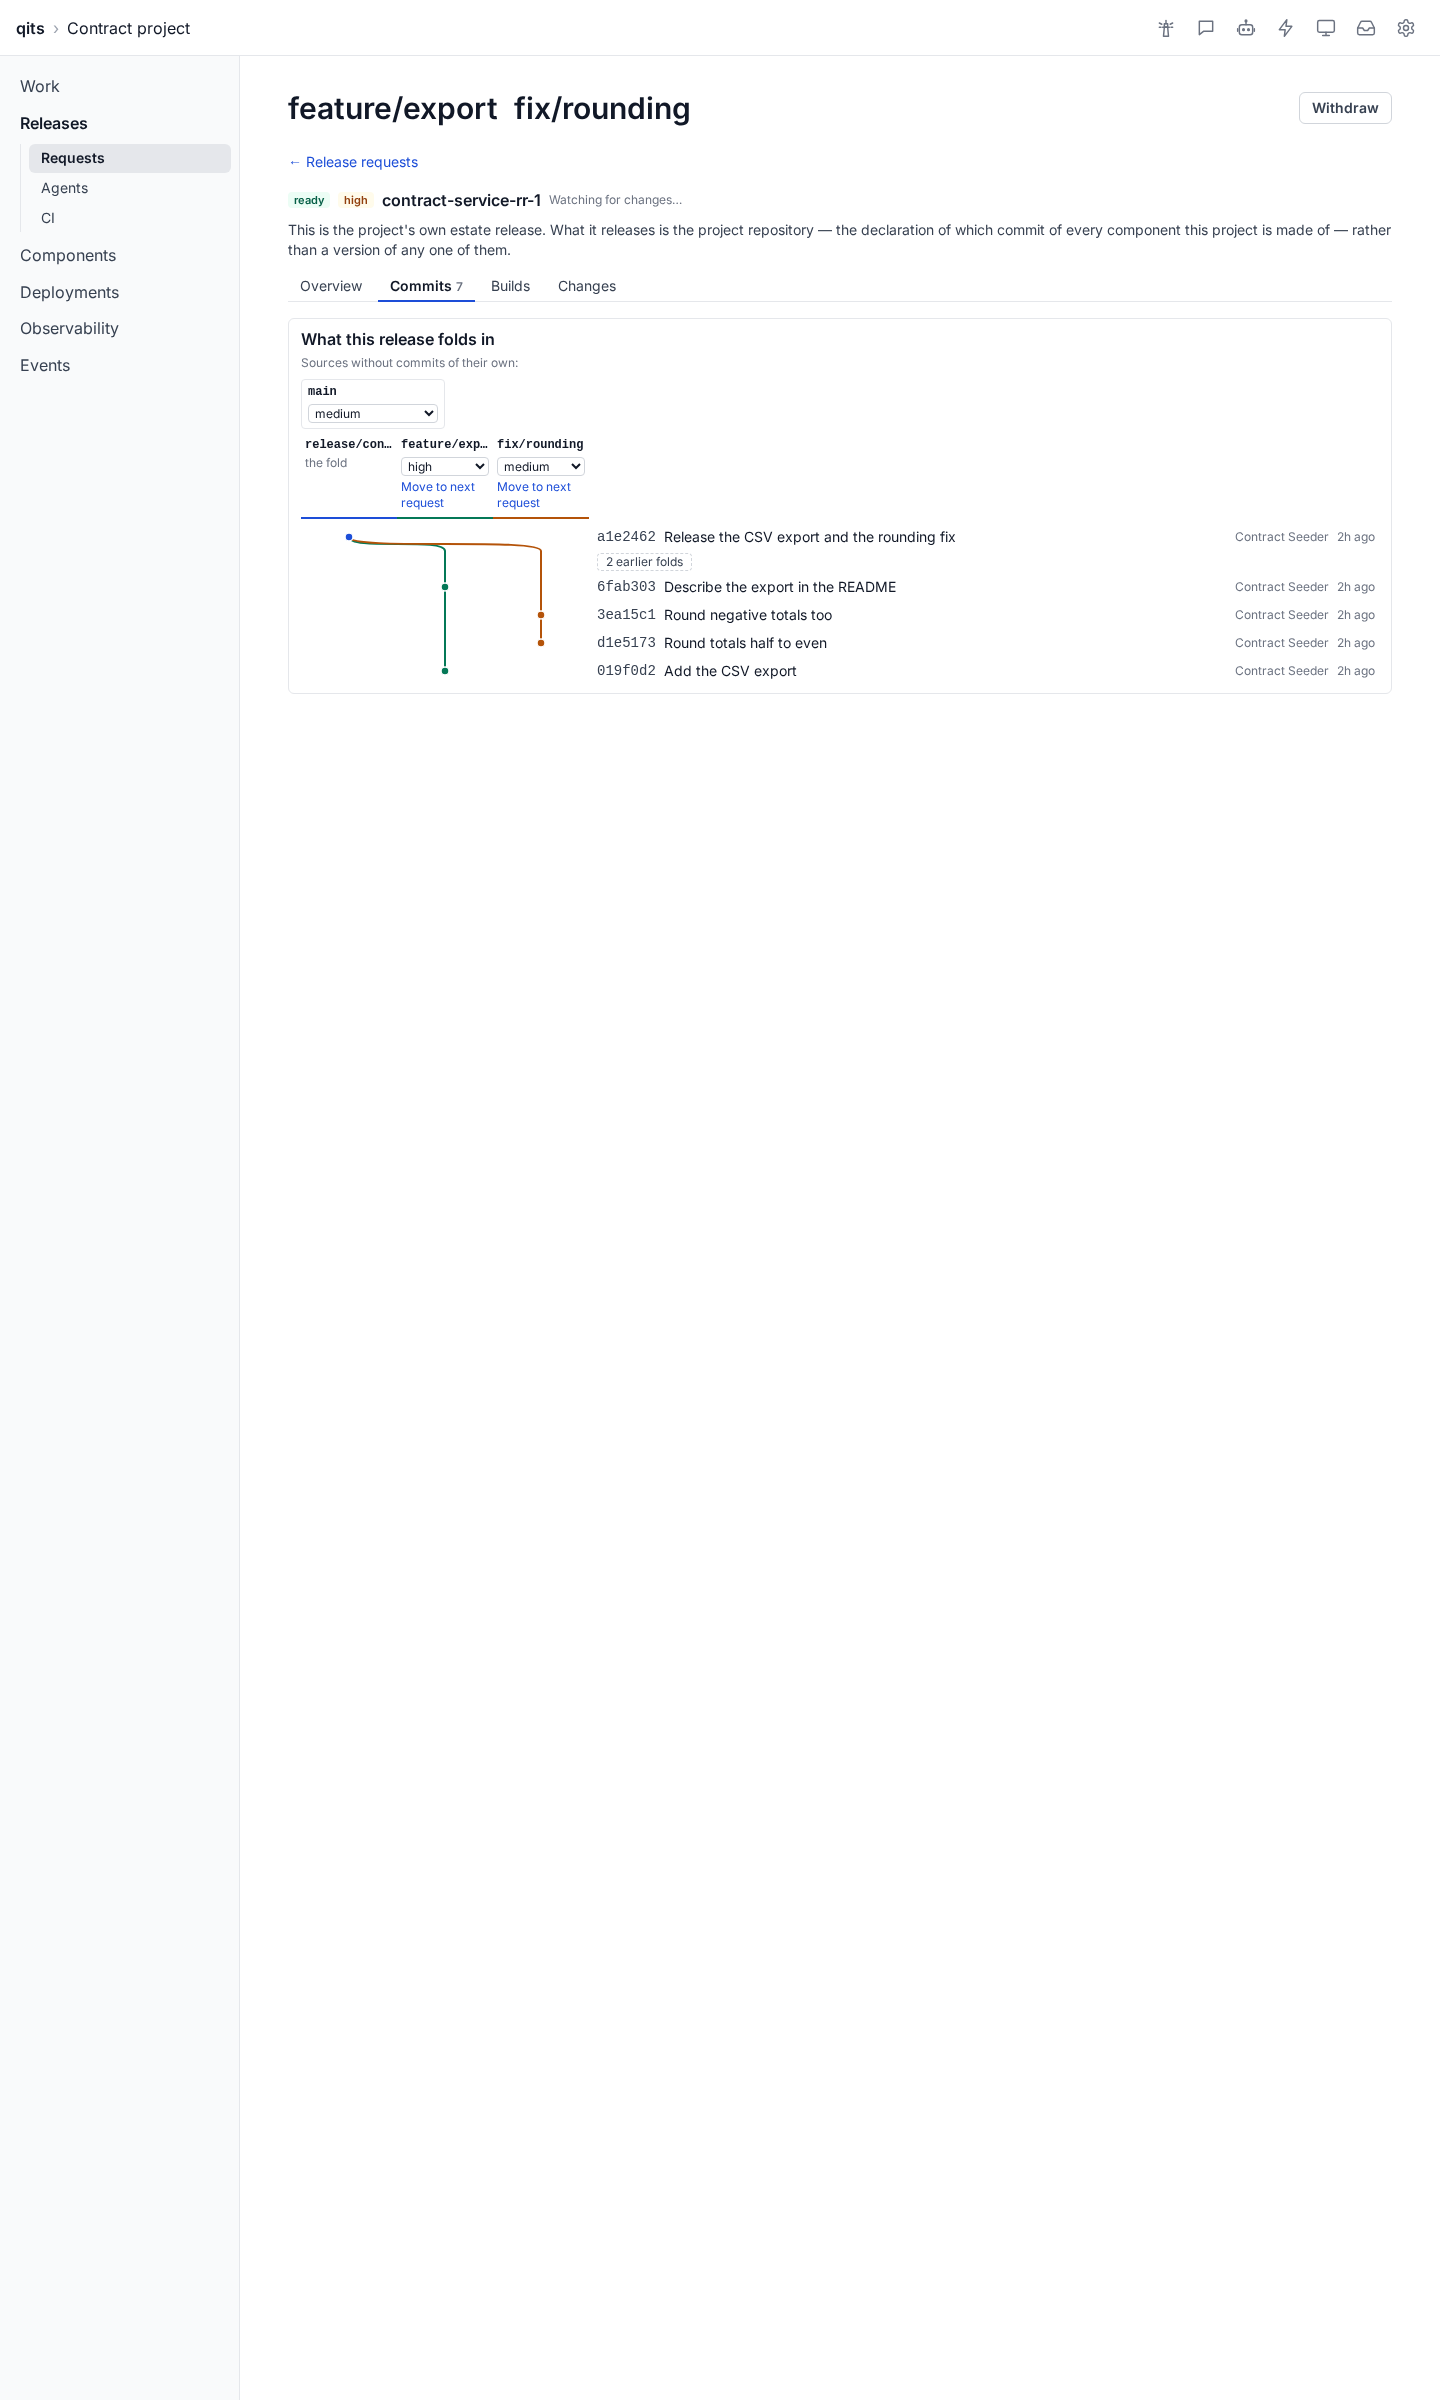 qits › Contract project
Work
Releases
Requests
Agents
CI
Components
Deployments
Observability
Events
feature/export fix/rounding
Withdraw
← Release requests
ready high contract-service-rr-1 Watching for changes…
This is the project's own estate release. What it releases is the project repository — the declaration of which commit of every component this project is made of — rather
than a version of any one of them.
Overview Commits 7 Builds Changes
What this release folds in
Sources without commits of their own:
main
medium
release/con… feature/exp… fix/rounding
the fold high medium
Move to next request Move to next request
a1e2462 Release the CSV export and the rounding fix Contract Seeder 2h ago
2 earlier folds
6fab303 Describe the export in the README Contract Seeder 2h ago
3ea15c1 Round negative totals too Contract Seeder 2h ago
d1e5173 Round totals half to even Contract Seeder 2h ago
019f0d2 Add the CSV export Contract Seeder 2h ago